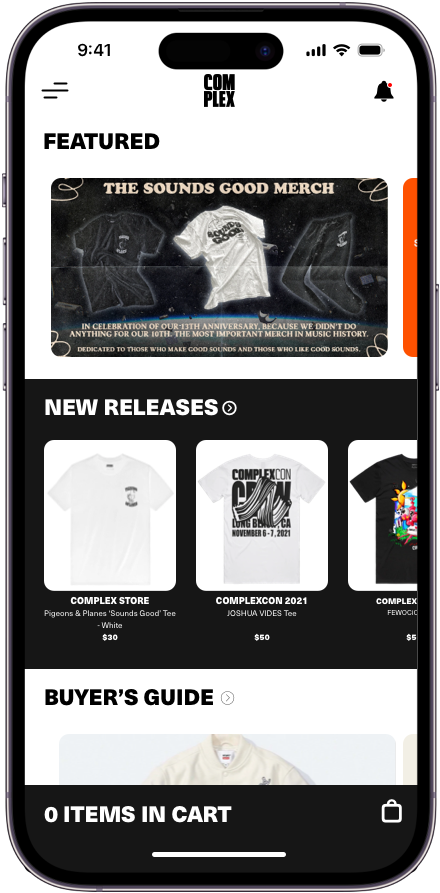 9:41
COM
PLEX
FEATURED
THE SOUNDS GOOD MERCH
IN CELEBRATION OF OUR 13TH ANNIVERSARY, BECAUSE WE DIDN'T DO
ANYTHING FOR OUR 10TH. THE MOST IMPORTANT MERCH IN MUSIC HISTORY.
DEDICATED TO THOSE WHO MAKE GOOD SOUNDS AND THOSE WHO LIKE GOOD SOUNDS.
NEW RELEASES
COMPLEXCON
LONG BEACH, CA
NOVEMBER 6-7, 2021
COMPLEX STORE
Pigeons & Planes 'Sounds Good' Tee
- White
$30
COMPLEXCON 2021
JOSHUA VIDES Tee
$50
COMPLEX
FEWOCIO
$5
BUYER'S GUIDE
0 ITEMS IN CART